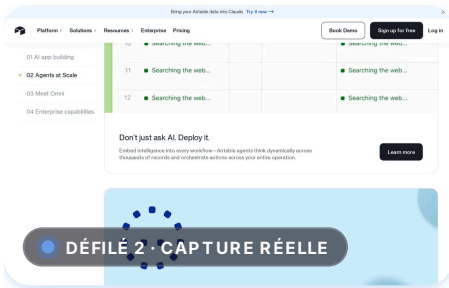 Bring your Airtable data into Claude. Try it now →
Platform Solutions Resources Enterprise Pricing Book Demo Sign up for free Log in
01 AI app building
02 Agents at Scale
03 Meet Omni
04 Enterprise capabilities
10 Searching the web... Searching the web...
11 Searching the web... Searching the web...
12 Searching the web... Searching the web...
Don't just ask AI. Deploy it.
Embed intelligence into every workflow—Airtable agents think dynamically across
thousands of records and orchestrate actions across your entire operation.
Learn more
DÉFILÉ 2 · CAPTURE RÉELLE